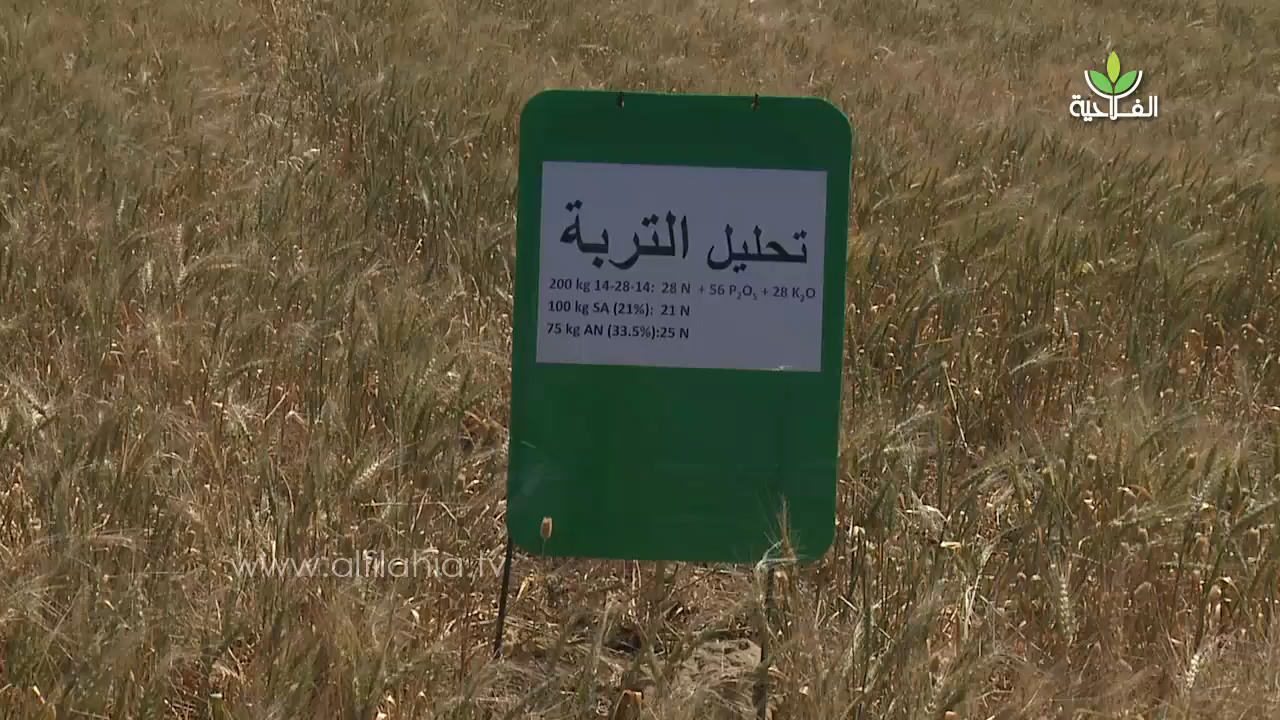 الفلاحية
تحليل التربة
200 kg 14-28-14: 28 N + 56 P₂O₅ + 28 K₂O
100 kg SA (21%): 21 N
75 kg AN (33.5%):25 N
www.alfilahia.tv